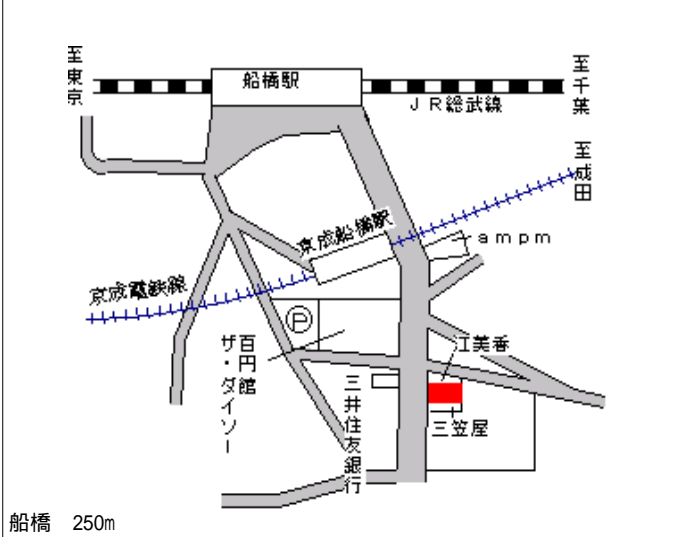 至東京
船橋駅
至千葉
ＪＲ総武線
至成田
京成船橋駅
ａｍｐｍ
京成電鉄線
Ⓟ
百円館
ザ・ダイソー
江美香
三井住友銀行
三笠屋
船橋　250m